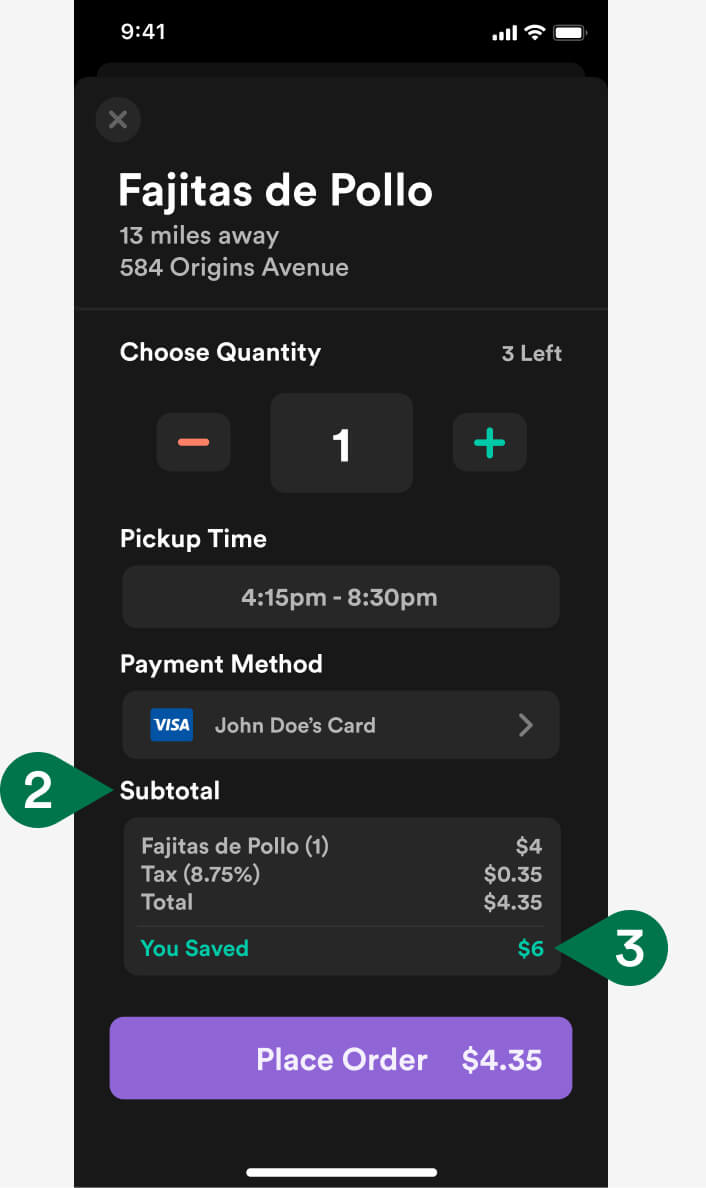 9:41
Fajitas de Pollo
13 miles away
584 Origins Avenue
Choose Quantity 3 Left
1
Pickup Time
4:15pm - 8:30pm
Payment Method
VISA John Doe’s Card
2 Subtotal
Fajitas de Pollo (1) $4
Tax (8.75%) $0.35
Total $4.35
You Saved $6 3
Place Order $4.35